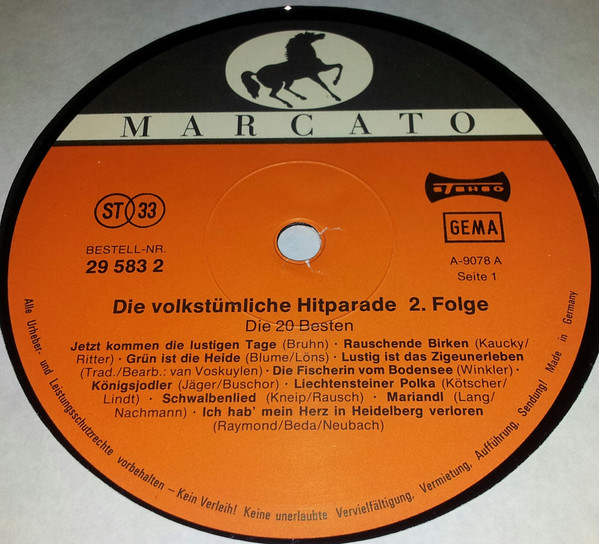 MARCATO
ST 33
BESTELL-NR.
29 583 2
GEMA
A-9078 A
Seite 1
Die volkstümliche Hitparade 2. Folge
Die 20 Besten
Jetzt kommen die lustigen Tage (Bruhn) · Rauschende Birken (Kaucky/
Ritter) · Grün ist die Heide (Blume/Löns) · Lustig ist das Zigeunerleben
(Trad./Bearb.: van Voskuylen) · Die Fischerin vom Bodensee (Winkler) ·
Königsjodler (Jäger/Buschor) · Liechtensteiner Polka (Kötscher/
Lindt) · Schwalbenlied (Kneip/Rausch) · Mariandl (Lang/
Nachmann) · Ich hab' mein Herz in Heidelberg verloren
(Raymond/Beda/Neubach)
Alle Urheber- und Leistungsschutzrechte vorbehalten – Kein Verleih! Keine unerlaubte Vervielfältigung, Vermietung, Aufführung, Sendung! Made in Germany